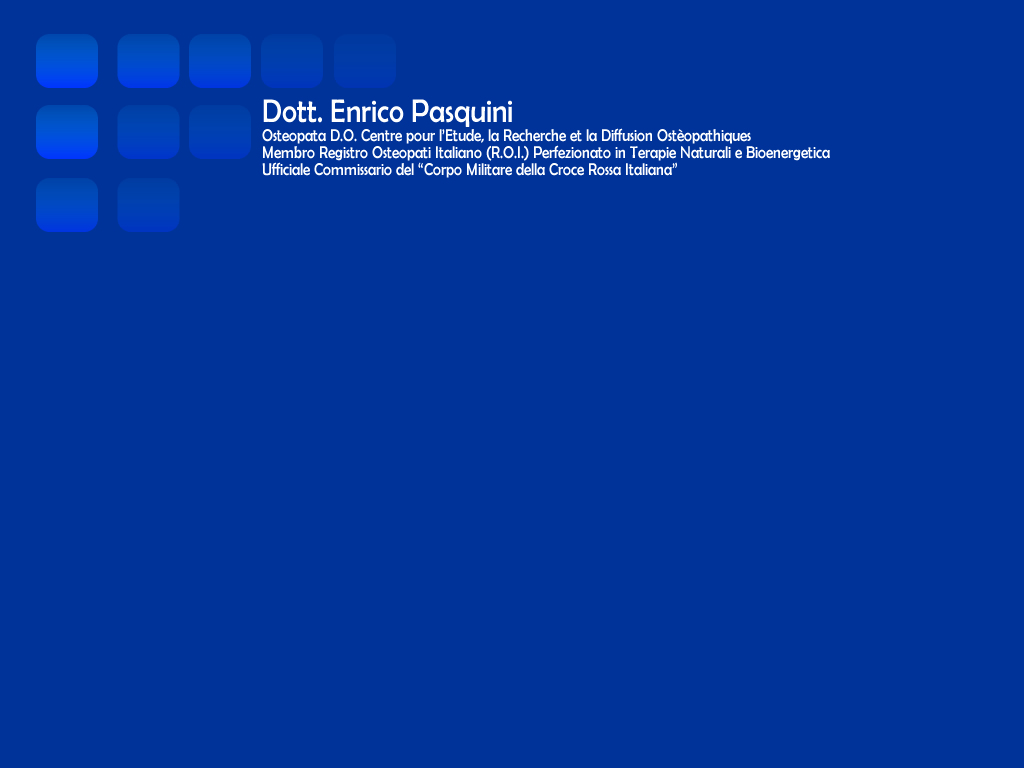 Dott. Enrico Pasquini
Osteopata D.O. Centre pour l'Etude, la Recherche et la Diffusion Ostèopathiques
Membro Registro Osteopati Italiano (R.O.I.) Perfezionato in Terapie Naturali e Bioenergetica
Ufficiale Commissario del “Corpo Militare della Croce Rossa Italiana”